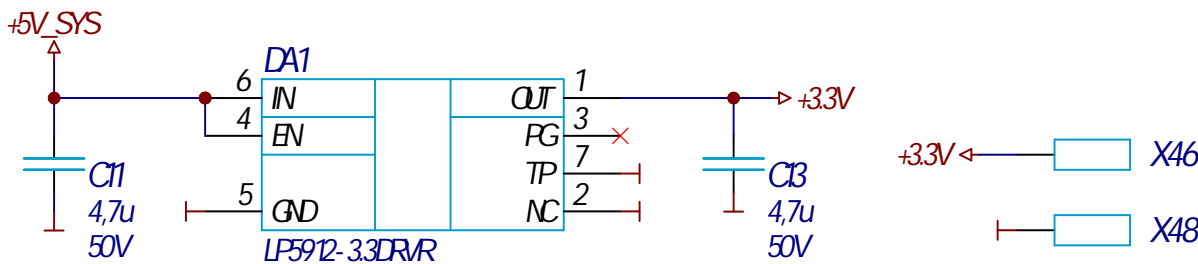 +5V_SYS
DA1
6 IN OUT 1
+3.3V
4 EN PG 3
+3.3V X46
TP 7
C11 C13
5 GND NC 2
4,7u 4,7u
X48
50V LP5912-3.3DRVR 50V